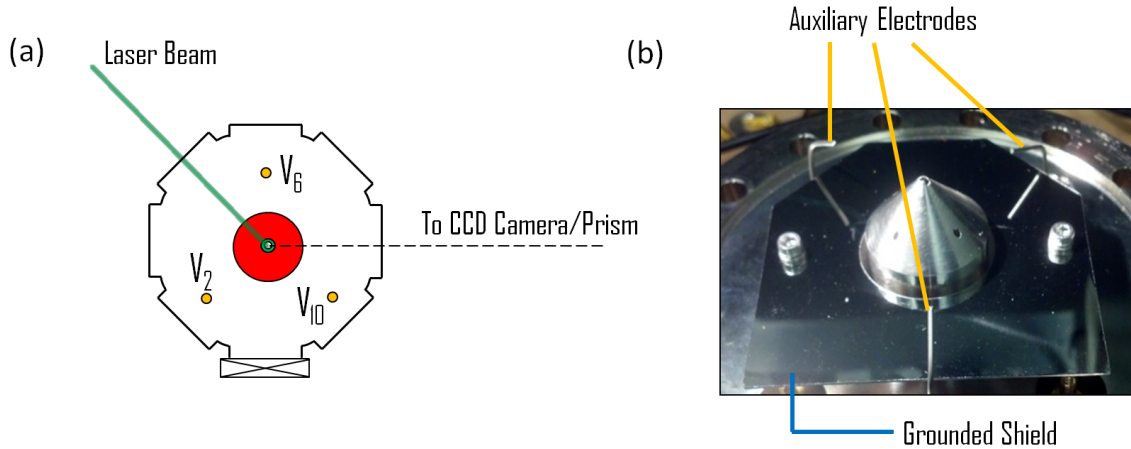 (a)
Laser Beam
V6
To CCD Camera/Prism
V2
V10
(b)
Auxiliary Electrodes
Grounded Shield